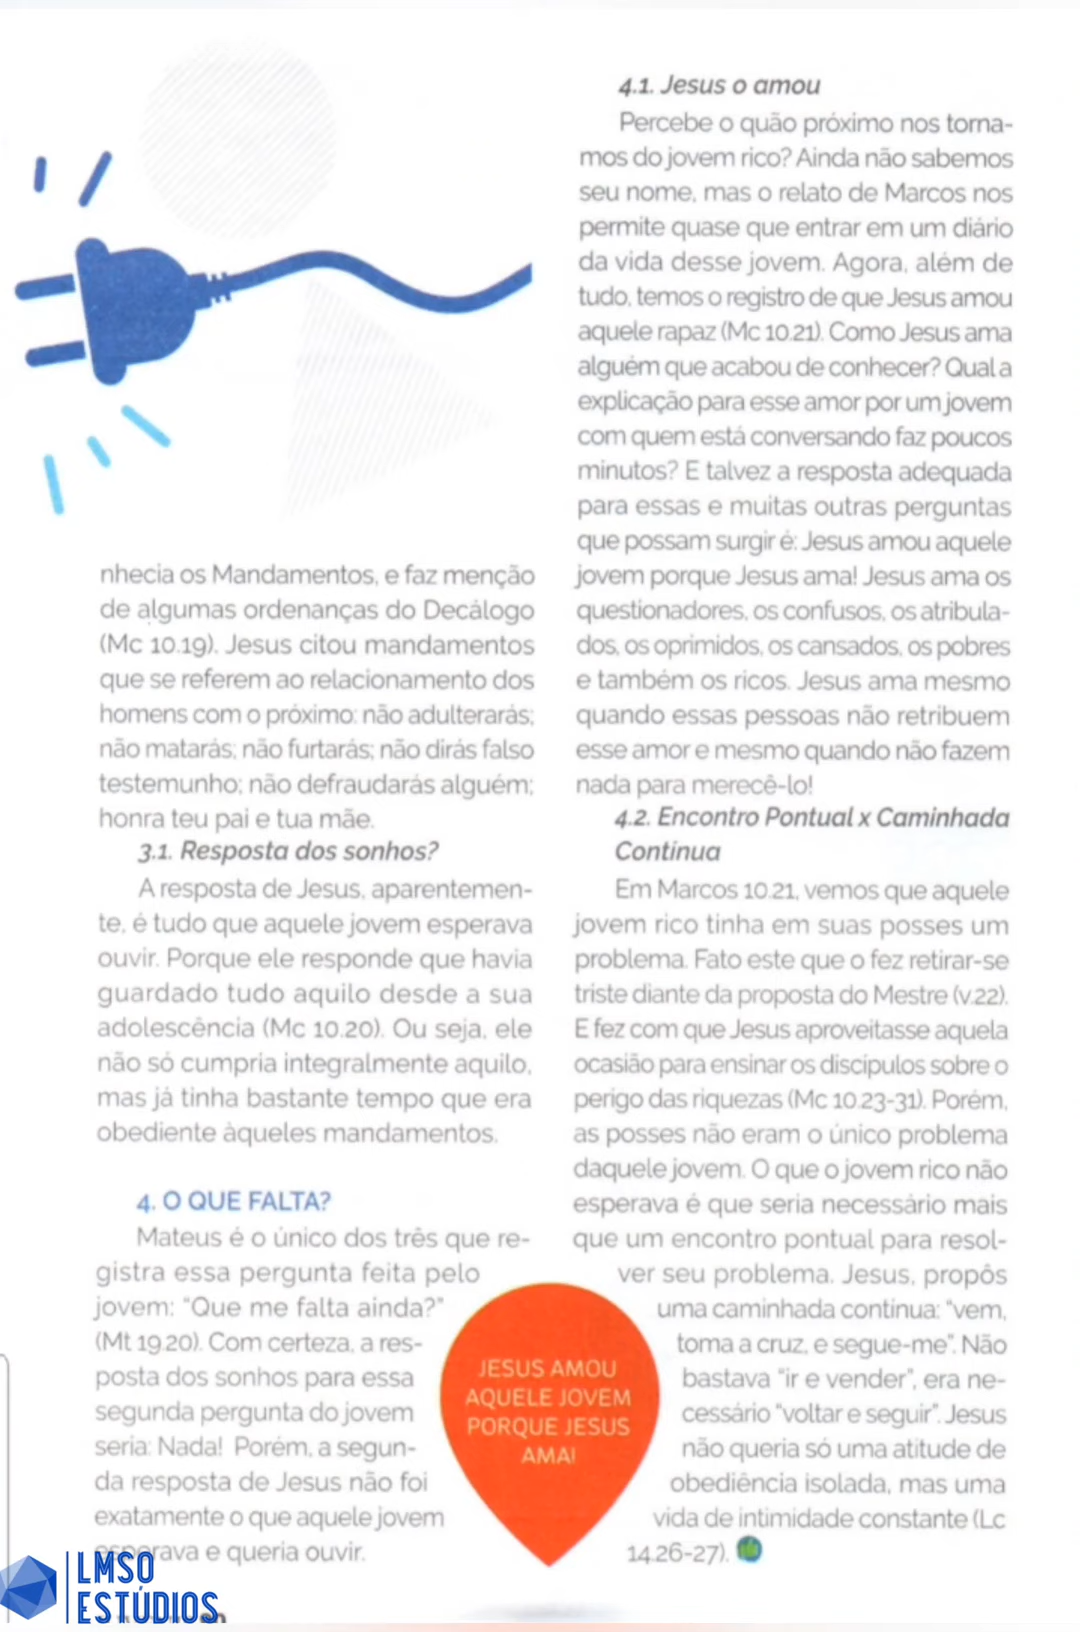 nhecia os Mandamentos, e faz menção
de algumas ordenanças do Decálogo
(Mc 10.19). Jesus citou mandamentos
que se referem ao relacionamento dos
homens com o próximo: não adulterarás;
não matarás; não furtarás; não dirás falso
testemunho; não defraudarás alguém;
honra teu pai e tua mãe.
3.1. Resposta dos sonhos?
A resposta de Jesus, aparentemen-
te, é tudo que aquele jovem esperava
ouvir. Porque ele responde que havia
guardado tudo aquilo desde a sua
adolescência (Mc 10.20). Ou seja, ele
não só cumpria integralmente aquilo,
mas já tinha bastante tempo que era
obediente àqueles mandamentos.
4. O QUE FALTA?
Mateus é o único dos três que re-
gistra essa pergunta feita pelo
jovem: "Que me falta ainda?"
(Mt 19.20). Com certeza, a res-
posta dos sonhos para essa
segunda pergunta do jovem
seria: Nada! Porém, a segun-
da resposta de Jesus não foi
exatamente o que aquele jovem
esperava e queria ouvir.
JESUS AMOU
AQUELE JOVEM
PORQUE JESUS
AMA!
4.1. Jesus o amou
Percebe o quão próximo nos torna-
mos do jovem rico? Ainda não sabemos
seu nome, mas o relato de Marcos nos
permite quase que entrar em um diário
da vida desse jovem. Agora, além de
tudo, temos o registro de que Jesus amou
aquele rapaz (Mc 10.21). Como Jesus ama
alguém que acabou de conhecer? Qual a
explicação para esse amor por um jovem
com quem está conversando faz poucos
minutos? E talvez a resposta adequada
para essas e muitas outras perguntas
que possam surgir é: Jesus amou aquele
jovem porque Jesus ama! Jesus ama os
questionadores, os confusos, os atribula-
dos, os oprimidos, os cansados, os pobres
e também os ricos. Jesus ama mesmo
quando essas pessoas não retribuem
esse amor e mesmo quando não fazem
nada para merecê-lo!
4.2. Encontro Pontual x Caminhada
Contínua
Em Marcos 10.21, vemos que aquele
jovem rico tinha em suas posses um
problema. Fato este que o fez retirar-se
triste diante da proposta do Mestre (v.22).
E fez com que Jesus aproveitasse aquela
ocasião para ensinar os discípulos sobre o
perigo das riquezas (Mc 10.23-31). Porém,
as posses não eram o único problema
daquele jovem. O que o jovem rico não
esperava é que seria necessário mais
que um encontro pontual para resol-
ver seu problema. Jesus, propôs
uma caminhada contínua: "vem,
toma a cruz, e segue-me". Não
bastava "ir e vender", era ne-
cessário "voltar e seguir". Jesus
não queria só uma atitude de
obediência isolada, mas uma
vida de intimidade constante (Lc
14.26-27).
LMSO
ESTÚDIOS